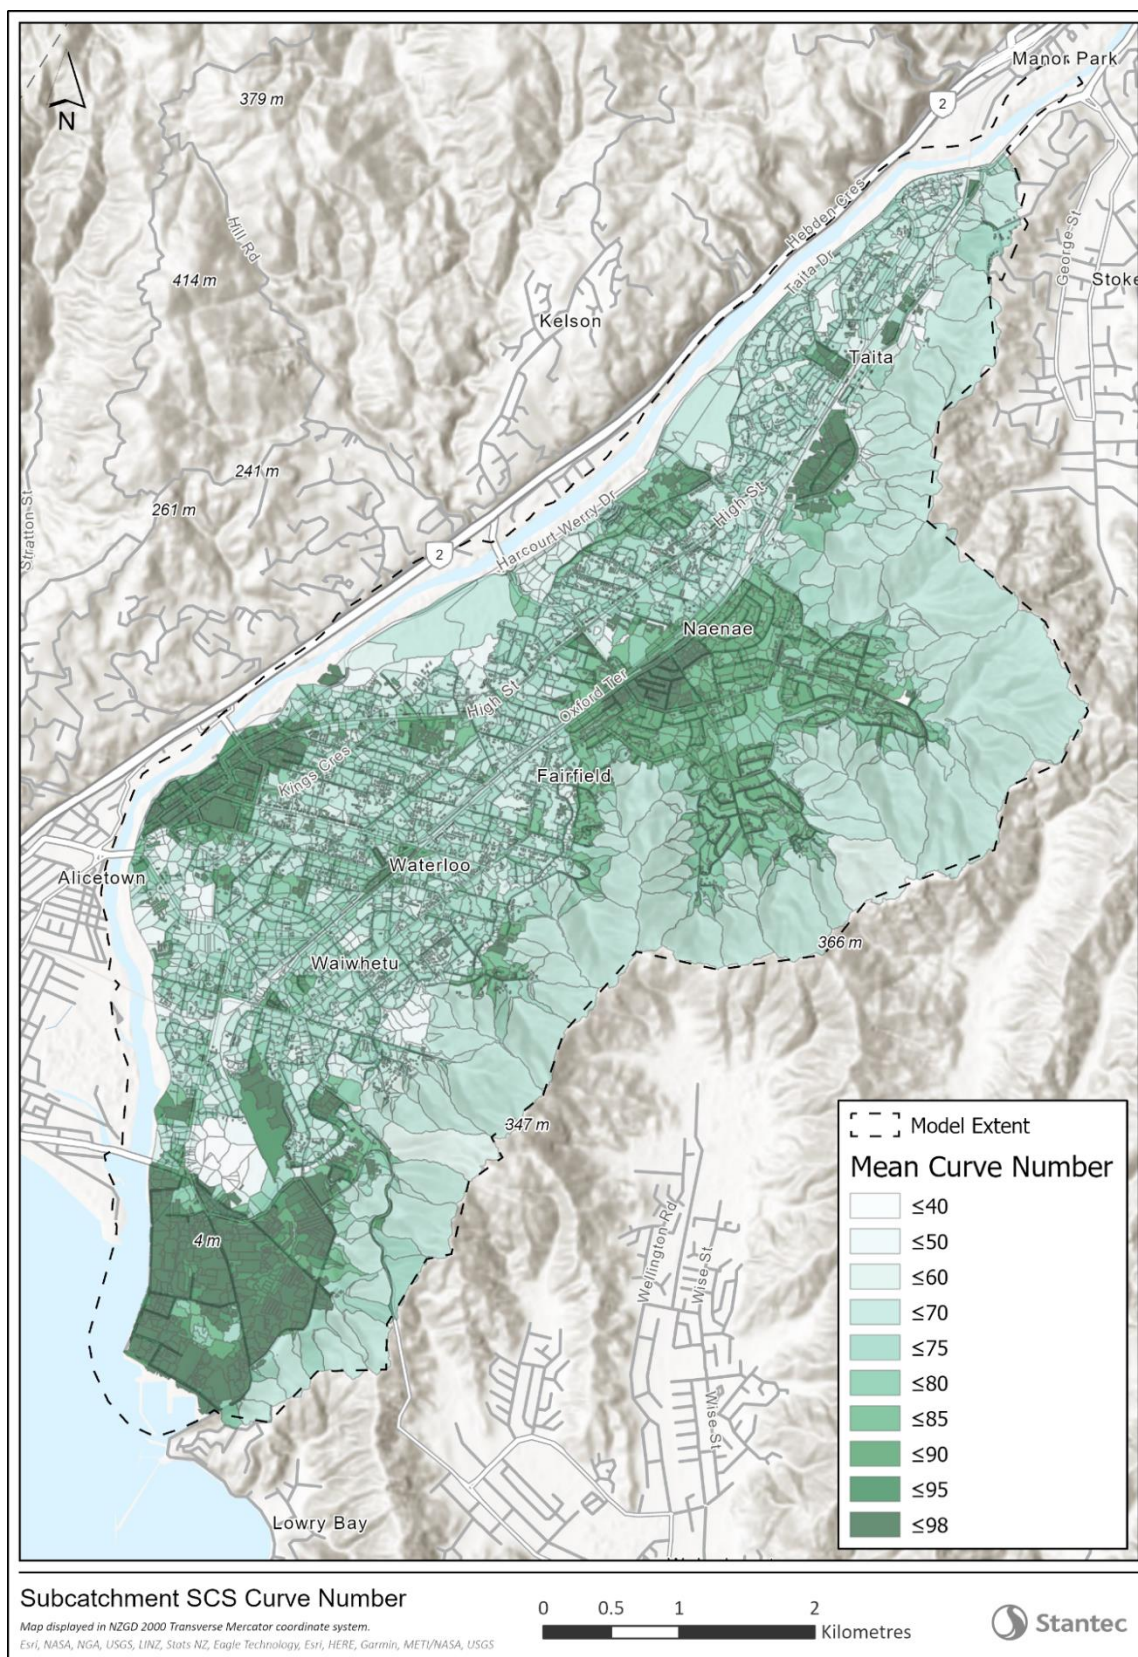 Manor Park
2
379 m
N
Hebden Cres
Hill Rd
George St
Taita Dr
414 m
Stoke
Kelson
Taita
241 m
Stratton St
261 m
High St
Harcourt Werry Dr
2
Naenae
High St
Oxford Ter
Kings Cres
Fairfield
Waterloo
Alicetown
366 m
Waiwhetu
347 m
Model Extent
Mean Curve Number
≤40
≤50
≤60
≤70
≤75
≤80
≤85
≤90
≤95
≤98
Wellington Rd
Wise St
4 m
Wise St
Lowry Bay
Subcatchment SCS Curve Number
Map displayed in NZGD 2000 Transverse Mercator coordinate system.
Esri, NASA, NGA, USGS, LINZ, Stats NZ, Eagle Technology, Esri, HERE, Garmin, METI/NASA, USGS
0 0.5 1 2
Kilometres
Stantec